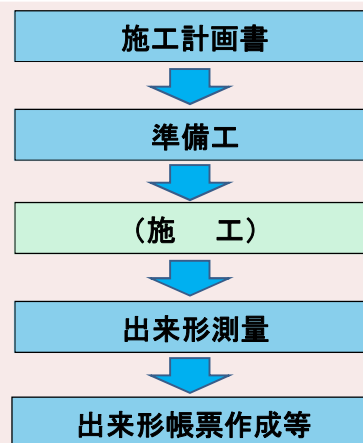 施工計画書
準備工
（施　工）
出来形測量
出来形帳票作成等